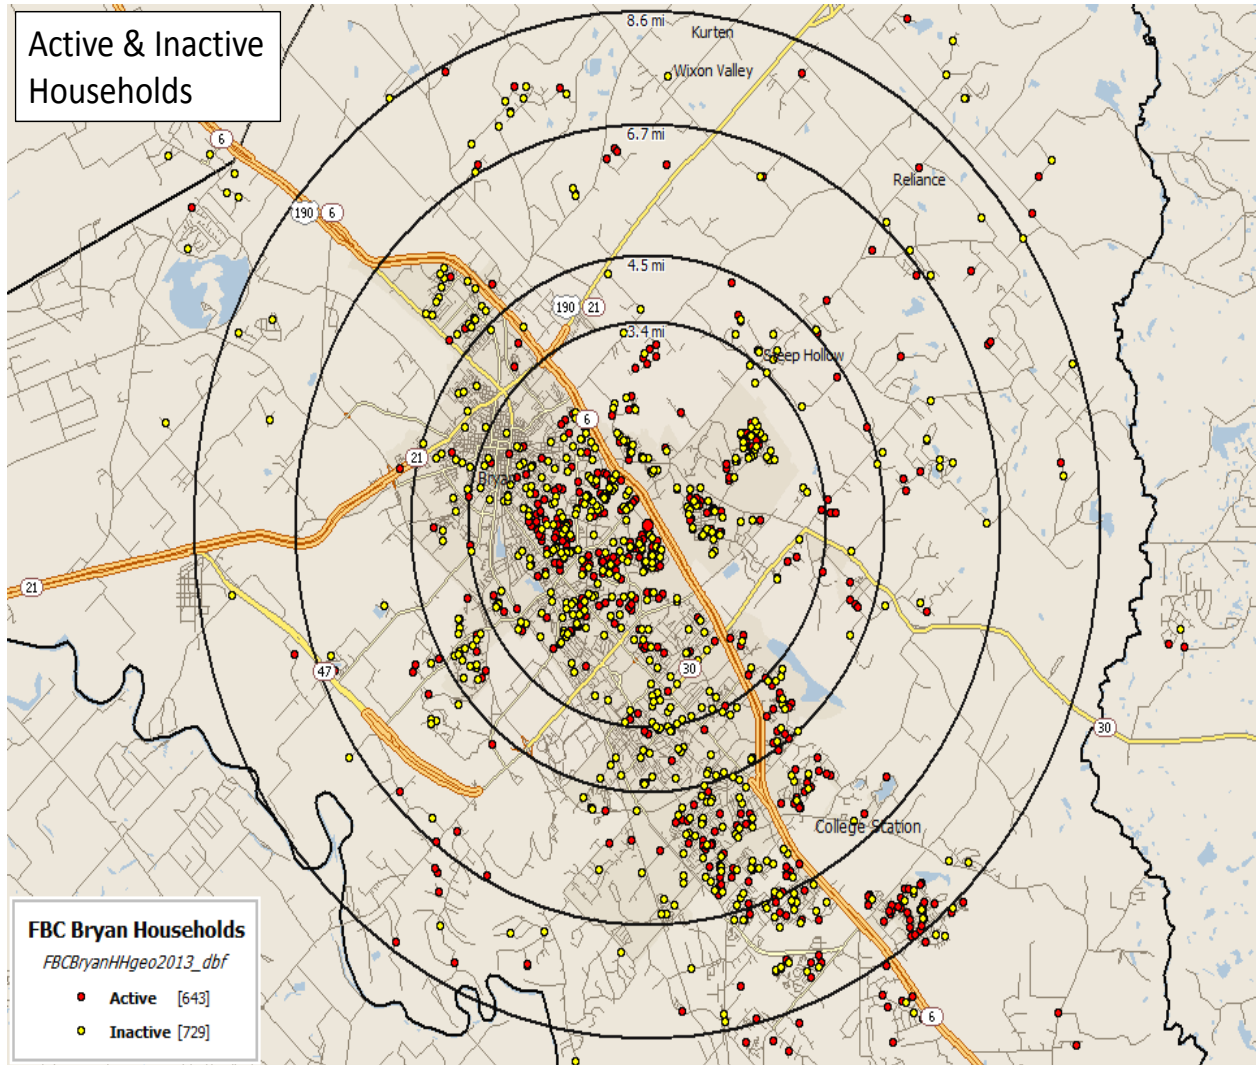 Active & Inactive
Households
8.6 mi
Kurten
Wixon Valley
6.7 mi
6
Reliance
190 6
4.5 mi
190 21
3.4 mi
Steep Hollow
6
21
Bryan
21
30
47
30
College Station
6
FBC Bryan Households
FBCBryanHHgeo2013_dbf
Active [643]
Inactive [729]